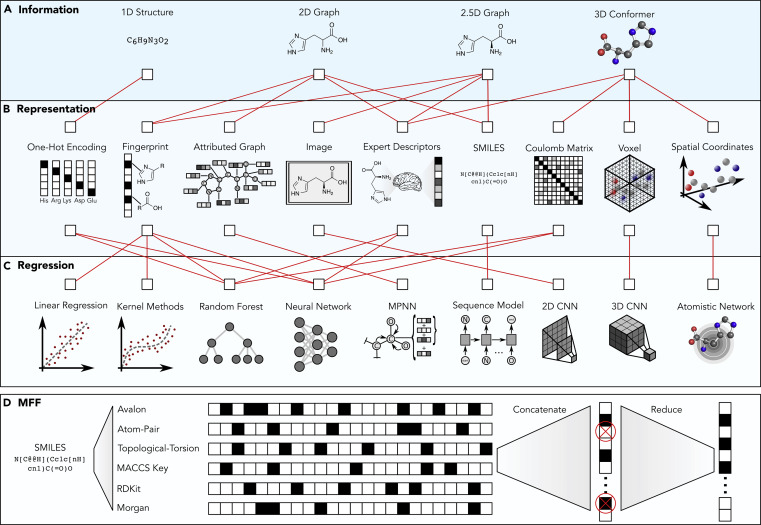 A Information
1D Structure
2D Graph
2.5D Graph
3D Conformer
C6H9N3O2
OH
HN
NH2
O
OH
HN
NH2
B Representation
One-Hot Encoding
Fingerprint
Attributed Graph
Image
Expert Descriptors
SMILES
Coulomb Matrix
Voxel
Spatial Coordinates
N[C@@H](Cc1c[nH]
cn1)C(=O)O
His Arg Lys Asp Glu
C Regression
Linear Regression
Kernel Methods
Random Forest
Neural Network
MPNN
Sequence Model
2D CNN
3D CNN
Atomistic Network
D MFF
Avalon
Atom-Pair
Topological-Torsion
MACCS Key
RDKit
Morgan
SMILES
N[C@@H](Cc1c[nH]
cn1)C(=O)O
Concatenate
Reduce